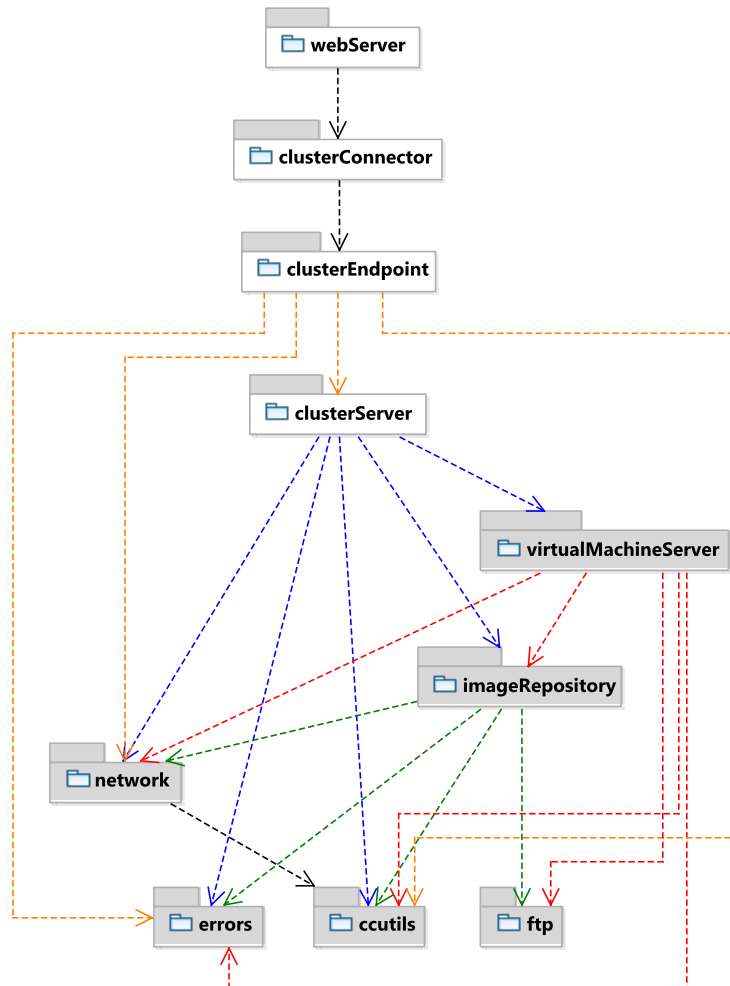 webServer
clusterConnector
clusterEndpoint
clusterServer
virtualMachineServer
imageRepository
network
errors
ccutils
ftp